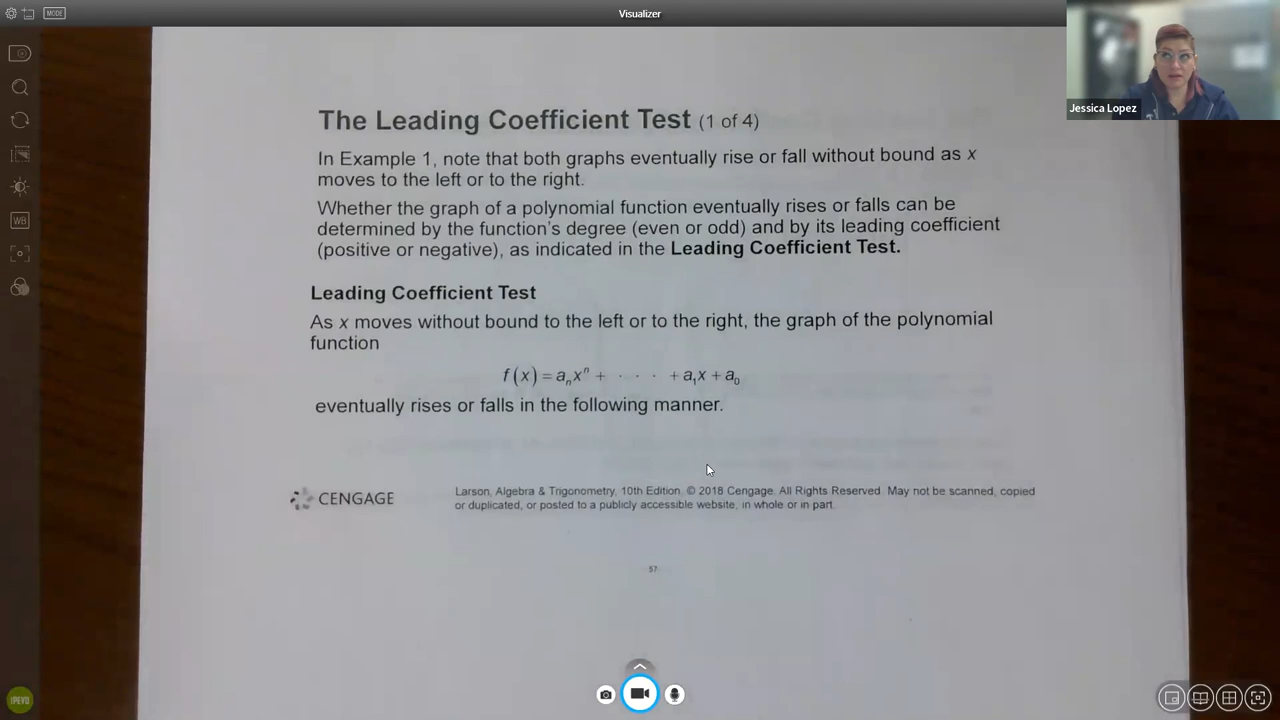 MODE
Visualizer
Jessica Lopez
WB
The Leading Coefficient Test (1 of 4)
In Example 1, note that both graphs eventually rise or fall without bound as x
moves to the left or to the right.
Whether the graph of a polynomial function eventually rises or falls can be
determined by the function's degree (even or odd) and by its leading coefficient
(positive or negative), as indicated in the Leading Coefficient Test.
Leading Coefficient Test
As x moves without bound to the left or to the right, the graph of the polynomial
function
f(x) = aₙxⁿ + · · · + a₁x + a₀
eventually rises or falls in the following manner.
CENGAGE
Larson, Algebra & Trigonometry, 10th Edition. © 2018 Cengage. All Rights Reserved. May not be scanned, copied
or duplicated, or posted to a publicly accessible website, in whole or in part.
57
IPEVO